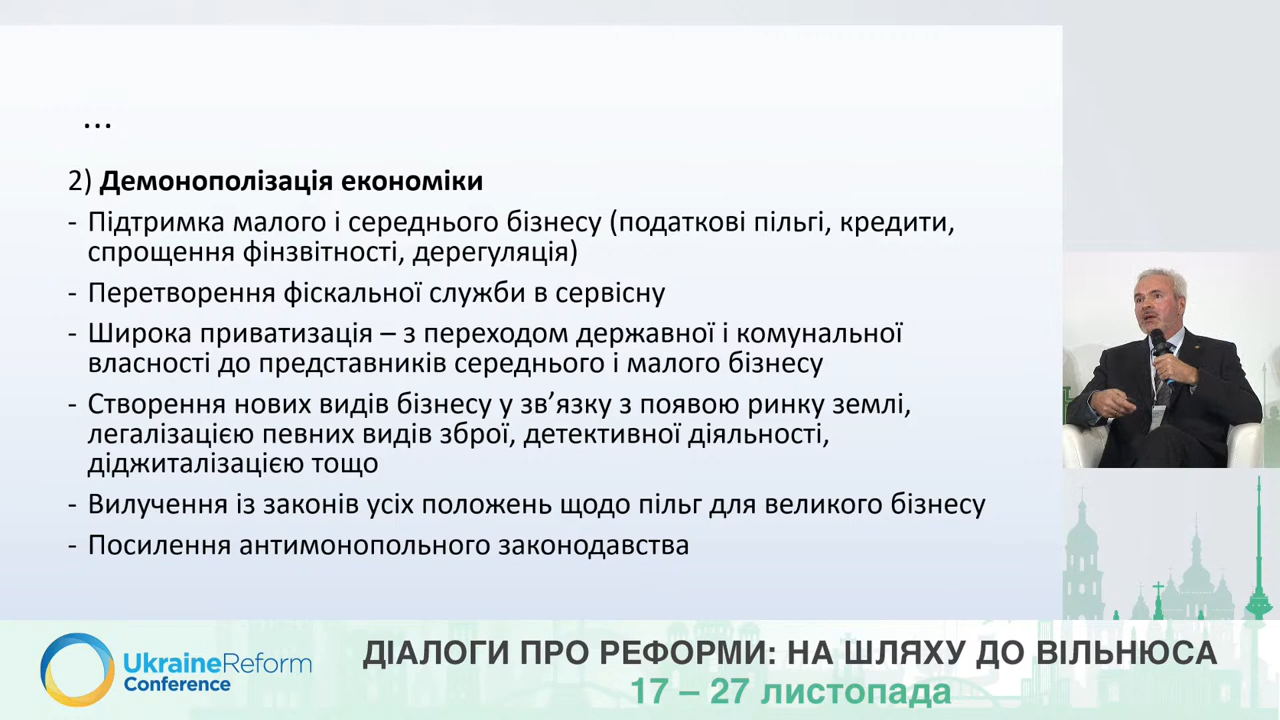 ...
2) Демонополізація економіки
- Підтримка малого і середнього бізнесу (податкові пільгі, кредити,
спрощення фінзвітності, дерегуляція)
- Перетворення фіскальної служби в сервісну
- Широка приватизація – з переходом державної і комунальної
власності до представників середнього і малого бізнесу
- Створення нових видів бізнесу у зв’язку з появою ринку землі,
легалізацією певних видів зброї, детективної діяльності,
діджиталізацією тощо
- Вилучення із законів усіх положень щодо пільг для великого бізнесу
- Посилення антимонопольного законодавства
UkraineReform
Conference
ДІАЛОГИ ПРО РЕФОРМИ: НА ШЛЯХУ ДО ВІЛЬНЮСА
17 – 27 листопада